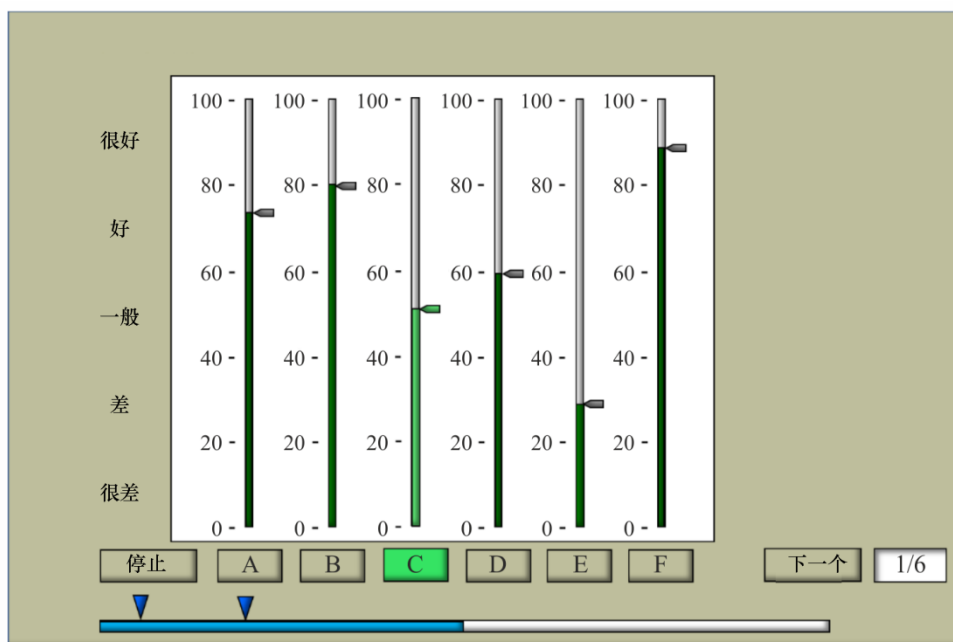 100 - 100 - 100 - 100 - 100 - 100 -
很好
80 - 80 - 80 - 80 - 80 - 80 -
好
60 - 60 - 60 - 60 - 60 - 60 -
一般
40 - 40 - 40 - 40 - 40 - 40 -
差
20 - 20 - 20 - 20 - 20 - 20 -
很差
0 - 0 - 0 - 0 - 0 - 0 -
停止 A B C D E F 下一个 1/6